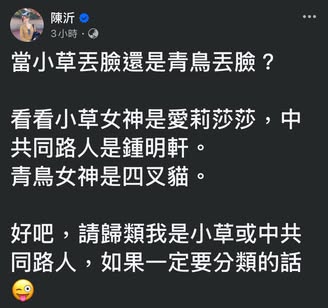 陳沂
3小時·
當小草丟臉還是青鳥丟臉？
看看小草女神是愛莉莎莎，中
共同路人是鍾明軒。
青鳥女神是四叉貓。
好吧，請歸類我是小草或中共
同路人，如果一定要分類的話